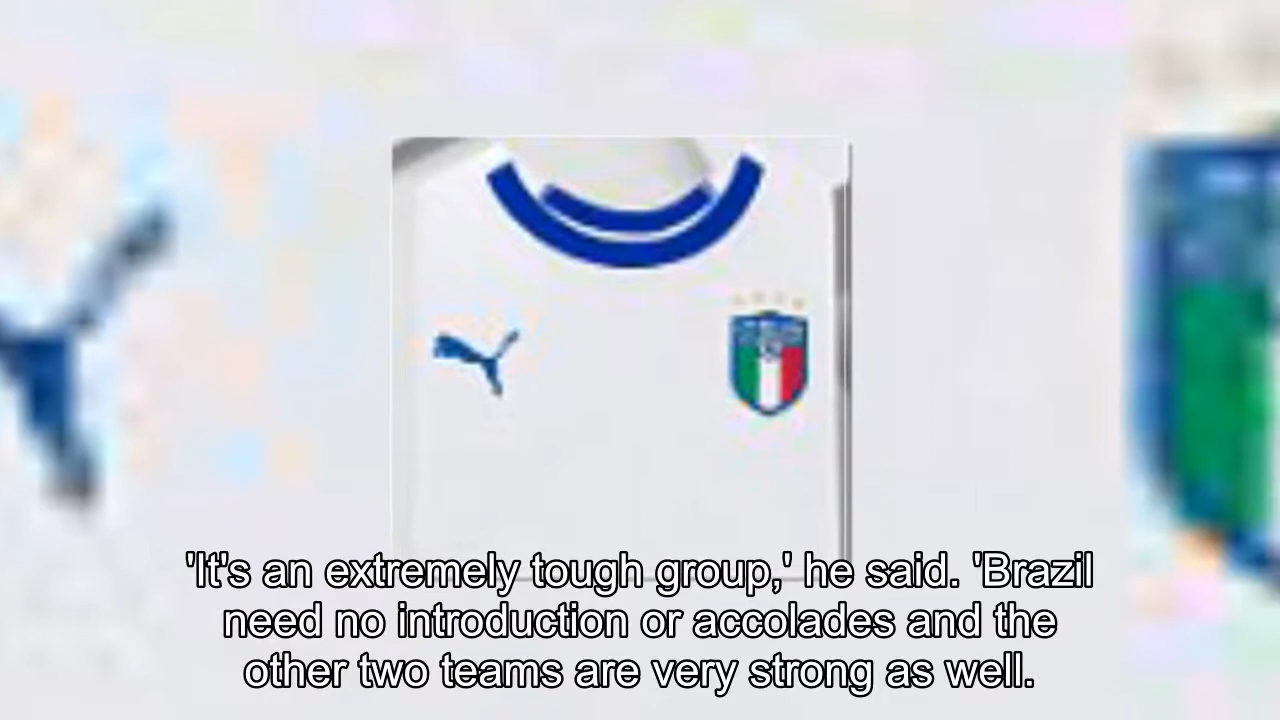 'It's an extremely tough group,' he said. 'Brazil
need no introduction or accolades and the
other two teams are very strong as well.